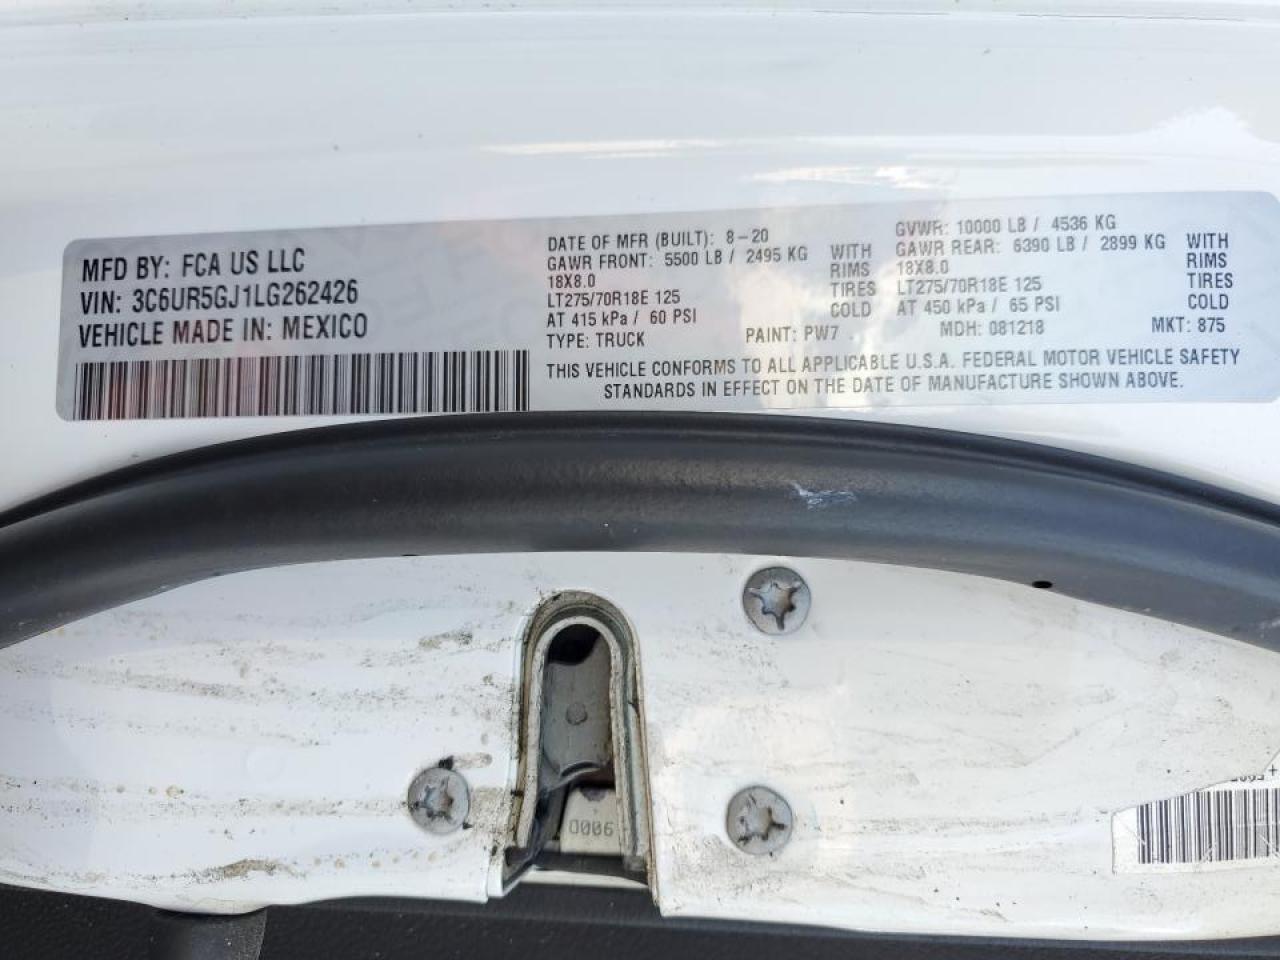 MFD BY: FCA US LLC
VIN: 3C6UR5GJ1LG262426
VEHICLE MADE IN: MEXICO
DATE OF MFR (BUILT): 8-20
GAWR FRONT: 5500 LB / 2495 KG WITH
18X8.0 RIMS
LT275/70R18E 125 TIRES
AT 415 kPa / 60 PSI COLD
TYPE: TRUCK PAINT: PW7
GVWR: 10000 LB / 4536 KG
GAWR REAR: 6390 LB / 2899 KG WITH
18X8.0 RIMS
LT275/70R18E 125 TIRES
AT 450 kPa / 65 PSI COLD
MDH: 081218 MKT: 875
THIS VEHICLE CONFORMS TO ALL APPLICABLE U.S.A. FEDERAL MOTOR VEHICLE SAFETY
STANDARDS IN EFFECT ON THE DATE OF MANUFACTURE SHOWN ABOVE.